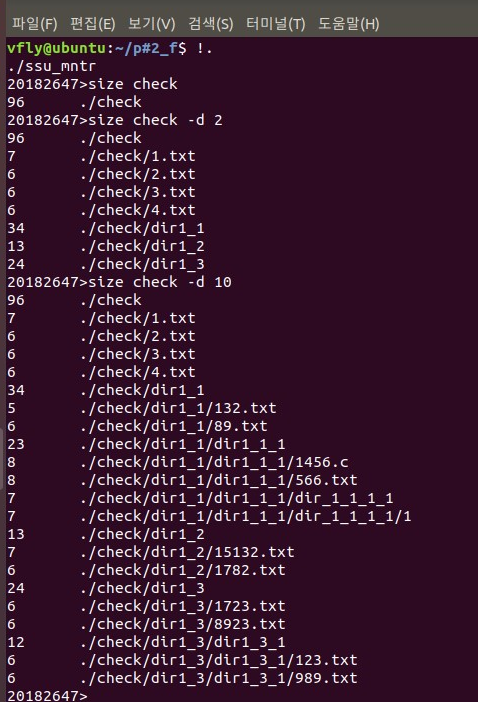 파일(F) 편집(E) 보기(V) 검색(S) 터미널(T) 도움말(H)
vfly@ubuntu:~/p#2_f$ !.
./ssu_mntr
20182647>size check
96 ./check
20182647>size check -d 2
96 ./check
7 ./check/1.txt
6 ./check/2.txt
6 ./check/3.txt
6 ./check/4.txt
34 ./check/dir1_1
13 ./check/dir1_2
24 ./check/dir1_3
20182647>size check -d 10
96 ./check
7 ./check/1.txt
6 ./check/2.txt
6 ./check/3.txt
6 ./check/4.txt
34 ./check/dir1_1
5 ./check/dir1_1/132.txt
6 ./check/dir1_1/89.txt
23 ./check/dir1_1/dir1_1_1
8 ./check/dir1_1/dir1_1_1/1456.c
8 ./check/dir1_1/dir1_1_1/566.txt
7 ./check/dir1_1/dir1_1_1/dir_1_1_1_1
7 ./check/dir1_1/dir1_1_1/dir_1_1_1_1/1
13 ./check/dir1_2
7 ./check/dir1_2/15132.txt
6 ./check/dir1_2/1782.txt
24 ./check/dir1_3
6 ./check/dir1_3/1723.txt
6 ./check/dir1_3/8923.txt
12 ./check/dir1_3/dir1_3_1
6 ./check/dir1_3/dir1_3_1/123.txt
6 ./check/dir1_3/dir1_3_1/989.txt
20182647>